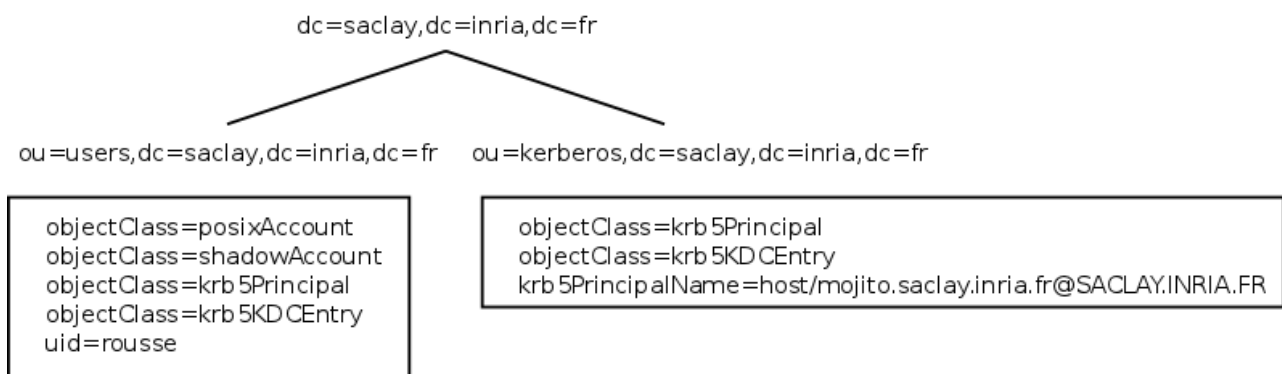 dc=saclay,dc=inria,dc=fr
ou=users,dc=saclay,dc=inria,dc=fr
ou=kerberos,dc=saclay,dc=inria,dc=fr
objectClass=posixAccount
objectClass=shadowAccount
objectClass=krb5Principal
objectClass=krb5KDCEntry
uid=rousse
objectClass=krb5Principal
objectClass=krb5KDCEntry
krb5PrincipalName=host/mojito.saclay.inria.fr@SACLAY.INRIA.FR